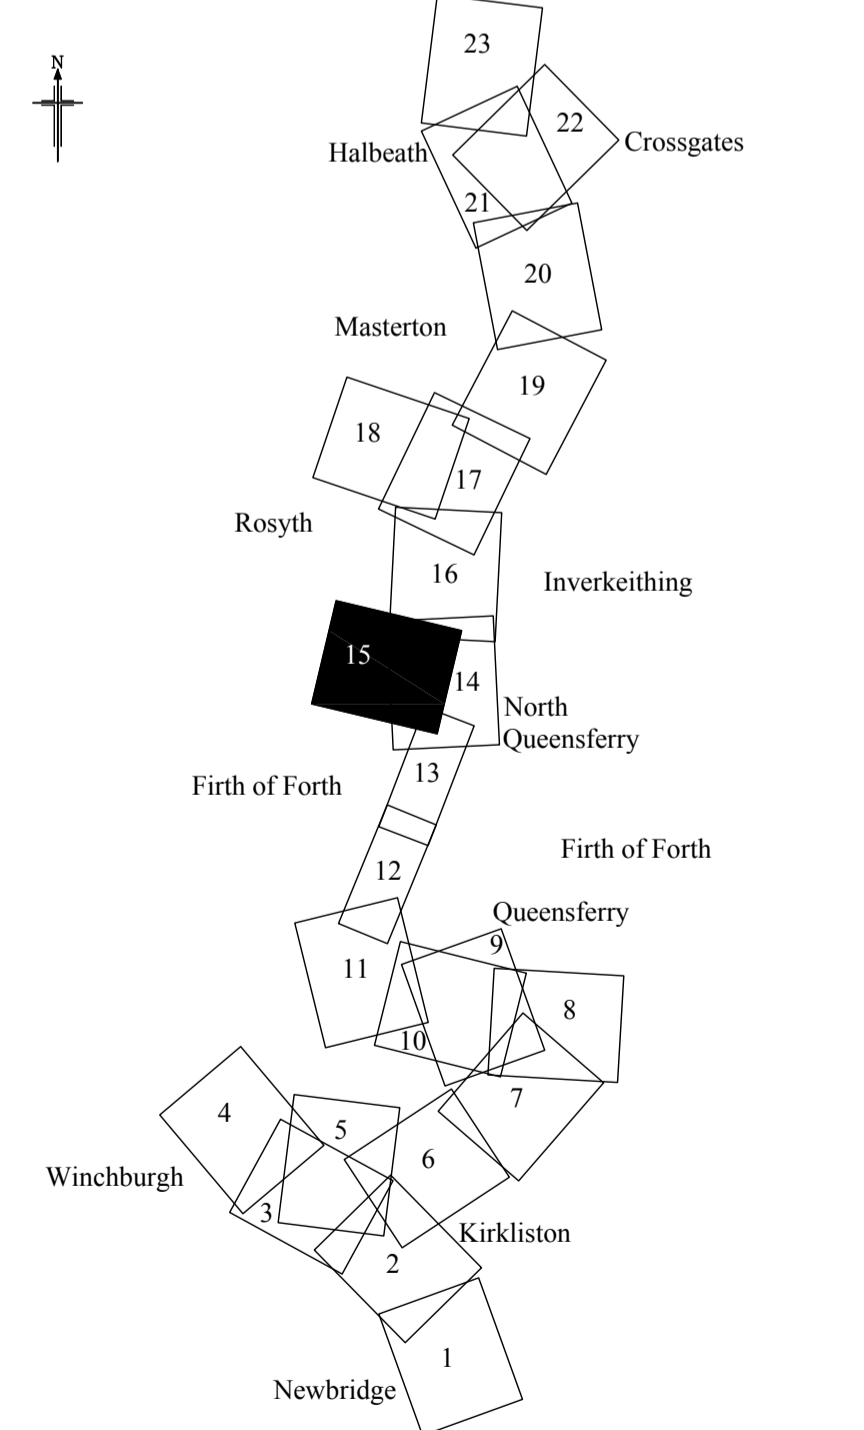 23
N
22
Crossgates
Halbeath
21
20
Masterton
19
18
17
Rosyth
16
Inverkeithing
15
14
North
Queensferry
13
Firth of Forth
Firth of Forth
12
Queensferry
9
11
8
10
7
4
5
6
Winchburgh
3
Kirkliston
2
1
Newbridge